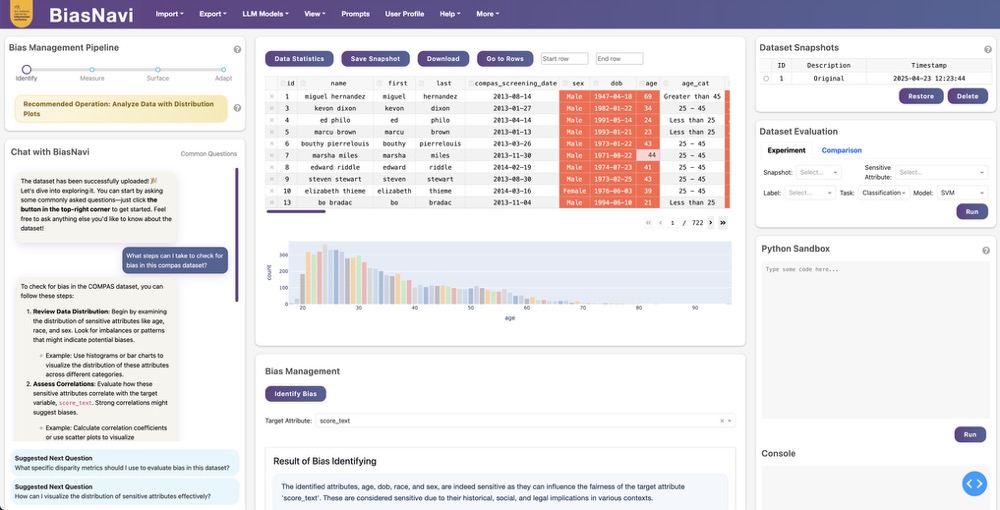 BiasNavi
Import
Export
LLM Models
View
Prompts
User Profile
Help
More
Bias Management Pipeline
?
Identify
Measure
Surface
Adapt
Recommended Operation: Analyze Data with Distribution
Plots
?
Chat with BiasNavi
Common Questions
The dataset has been successfully uploaded! 🎉
Let's dive into exploring it. You can start by asking
some commonly asked questions—just click the
button in the top-right corner to get started. Feel
free to ask anything else you'd like to know about the
dataset!
What steps can I take to check for
bias in this compas dataset?
To check for bias in the COMPAS dataset, you can
follow these steps:
1. Review Data Distribution: Begin by examining
the distribution of sensitive attributes like age,
race, and sex. Look for imbalances or patterns
that might indicate potential biases.
Example: Use histograms or bar charts to
visualize the distribution of these attributes
across different categories.
2. Assess Correlations: Evaluate how these
sensitive attributes correlate with the target
variable, score_text. Strong correlations might
suggest biases.
Example: Calculate correlation coefficients
or use scatter plots to visualize
Suggested Next Question
What specific disparity metrics should I use to evaluate bias in this dataset?
Suggested Next Question
How can I visualize the distribution of sensitive attributes effectively?
Data Statistics
Save Snapshot
Download
Go to Rows
Start row
End row
id name first last compas_screening_date sex dob age age_cat
1 miguel hernandez miguel hernandez 2013-08-14 Male 1947-04-18 69 Greater than 45
3 kevon dixon kevon dixon 2013-01-27 Male 1982-01-22 34 25 - 45
4 ed philo ed philo 2013-04-14 Male 1991-05-14 24 Less than 25
5 marcu brown marcu brown 2013-01-13 Male 1993-01-21 23 Less than 25
6 bouthy pierrelouis bouthy pierrelouis 2013-03-26 Male 1973-01-22 43 25 - 45
7 marsha miles marsha miles 2013-11-30 Male 1971-08-22 44 25 - 45
8 edward riddle edward riddle 2014-02-19 Male 1974-07-23 41 25 - 45
9 steven stewart steven stewart 2013-08-30 Male 1973-02-25 43 25 - 45
10 elizabeth thieme elizabeth thieme 2014-03-16 Female 1976-06-03 39 25 - 45
13 bo bradac bo bradac 2013-11-04 Male 1994-06-10 21 Less than 25
1 / 722
count
300
200
100
0
20 30 40 50 60 70 80 90
age
Bias Management
Identify Bias
Target Attribute: score_text
Result of Bias Identifying
The identified attributes, age, dob, race, and sex, are indeed sensitive as they can influence the fairness of the target attribute
'score_text'. These are considered sensitive due to their historical, social, and legal implications in various contexts.
Dataset Snapshots
?
ID Description Timestamp
1 Original 2025-04-23 12:23:44
Restore
Delete
Dataset Evaluation
Experiment
Comparison
Snapshot: Select...
Sensitive Attribute: Select...
Label: Select... Task: Classification Model: SVM
Run
Python Sandbox
?
Type some code here...
Run
Console